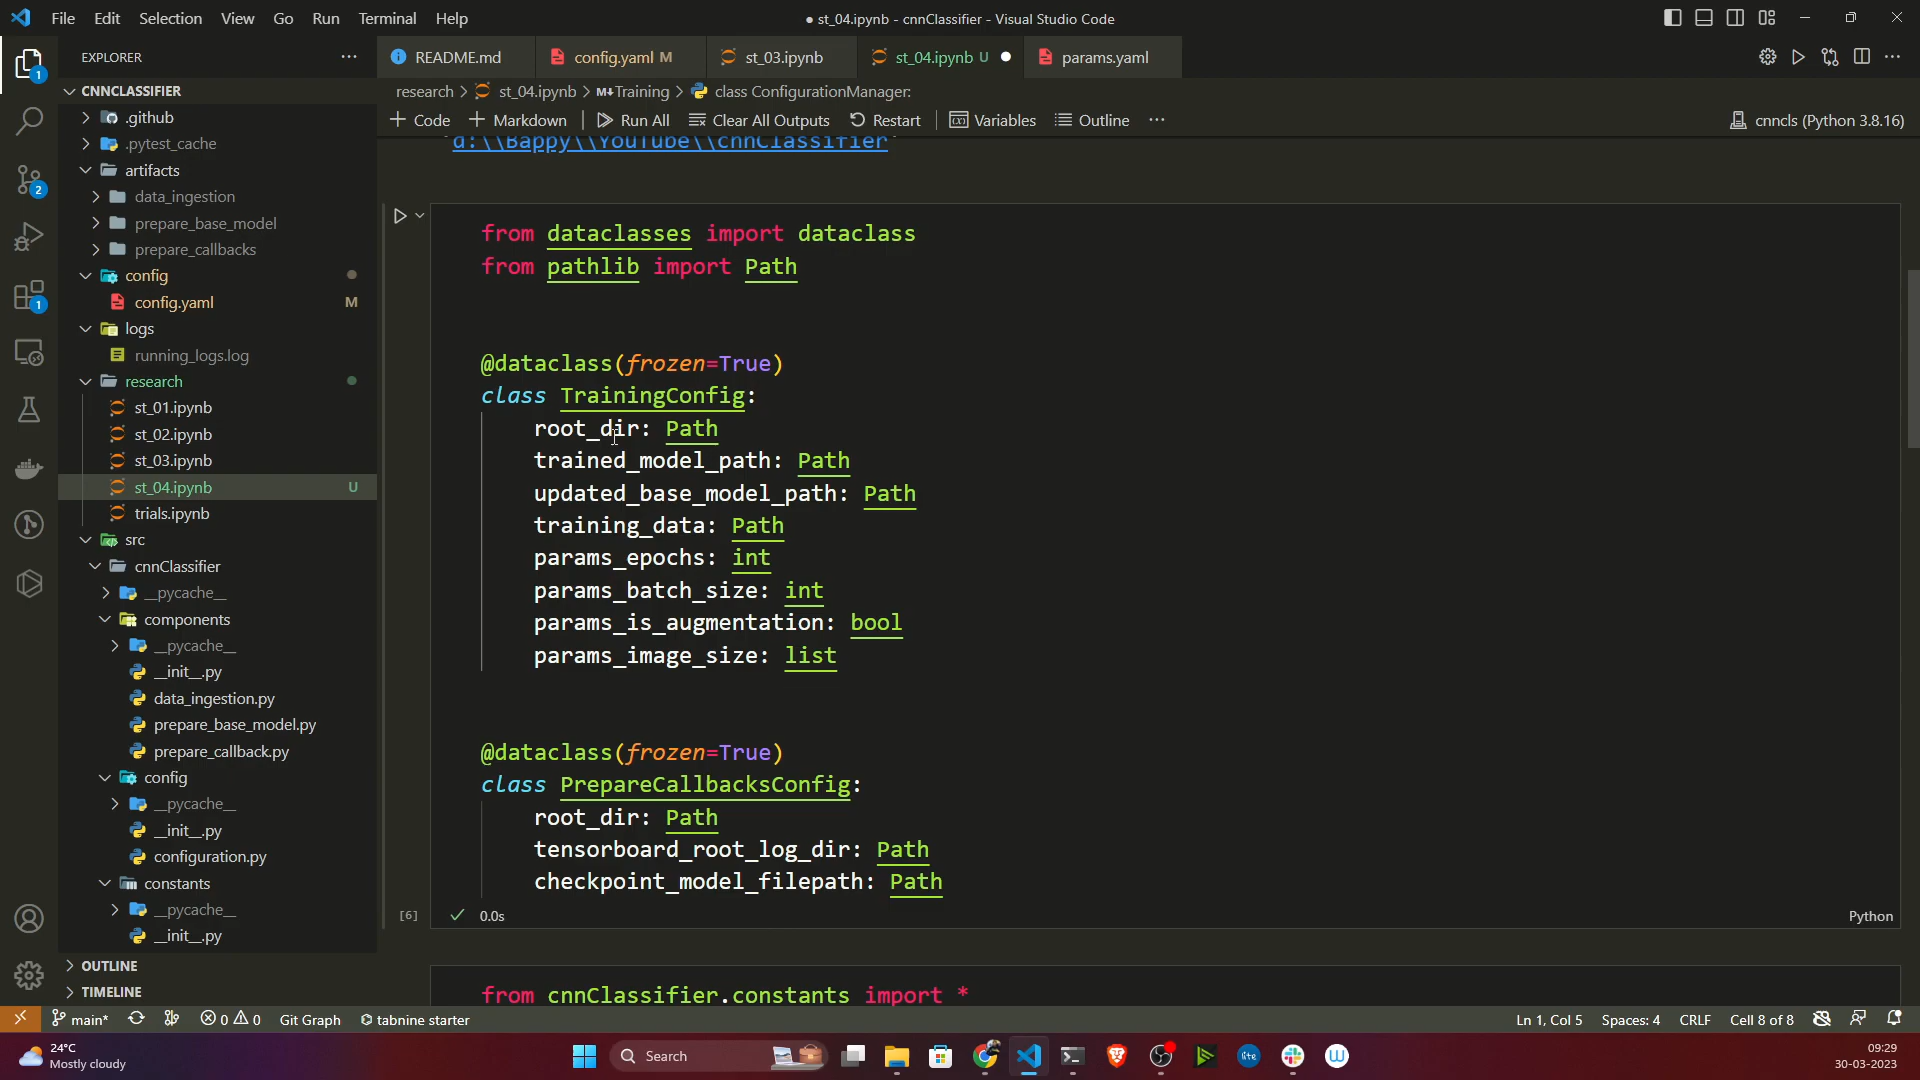 File Edit Selection View Go Run Terminal Help
● st_04.ipynb - cnnClassifier - Visual Studio Code
EXPLORER
README.md
config.yaml M
st_03.ipynb
st_04.ipynb U
params.yaml
research > st_04.ipynb > M↓Training > class ConfigurationManager:
+ Code + Markdown Run All Clear All Outputs Restart Variables Outline ...
cnncls (Python 3.8.16)
CNNCLASSIFIER
.github
.pytest_cache
artifacts
data_ingestion
prepare_base_model
prepare_callbacks
config
config.yaml M
logs
running_logs.log
research
st_01.ipynb
st_02.ipynb
st_03.ipynb
st_04.ipynb U
trials.ipynb
src
cnnClassifier
__pycache__
components
__pycache__
__init__.py
data_ingestion.py
prepare_base_model.py
prepare_callback.py
config
__pycache__
__init__.py
configuration.py
constants
__pycache__
__init__.py
OUTLINE
TIMELINE
1
2
1
'd:\\Bappy\\YouTube\\cnnClassifier'
from dataclasses import dataclass
from pathlib import Path
@dataclass(frozen=True)
class TrainingConfig:
root_dir: Path
trained_model_path: Path
updated_base_model_path: Path
training_data: Path
params_epochs: int
params_batch_size: int
params_is_augmentation: bool
params_image_size: list
@dataclass(frozen=True)
class PrepareCallbacksConfig:
root_dir: Path
tensorboard_root_log_dir: Path
checkpoint_model_filepath: Path
[6] ✓ 0.0s
Python
from cnnClassifier.constants import *
main* 0 0 Git Graph tabnine starter
Ln 1, Col 5 Spaces: 4 CRLF Cell 8 of 8
24°C
Mostly cloudy
Search
lite
09:29
30-03-2023